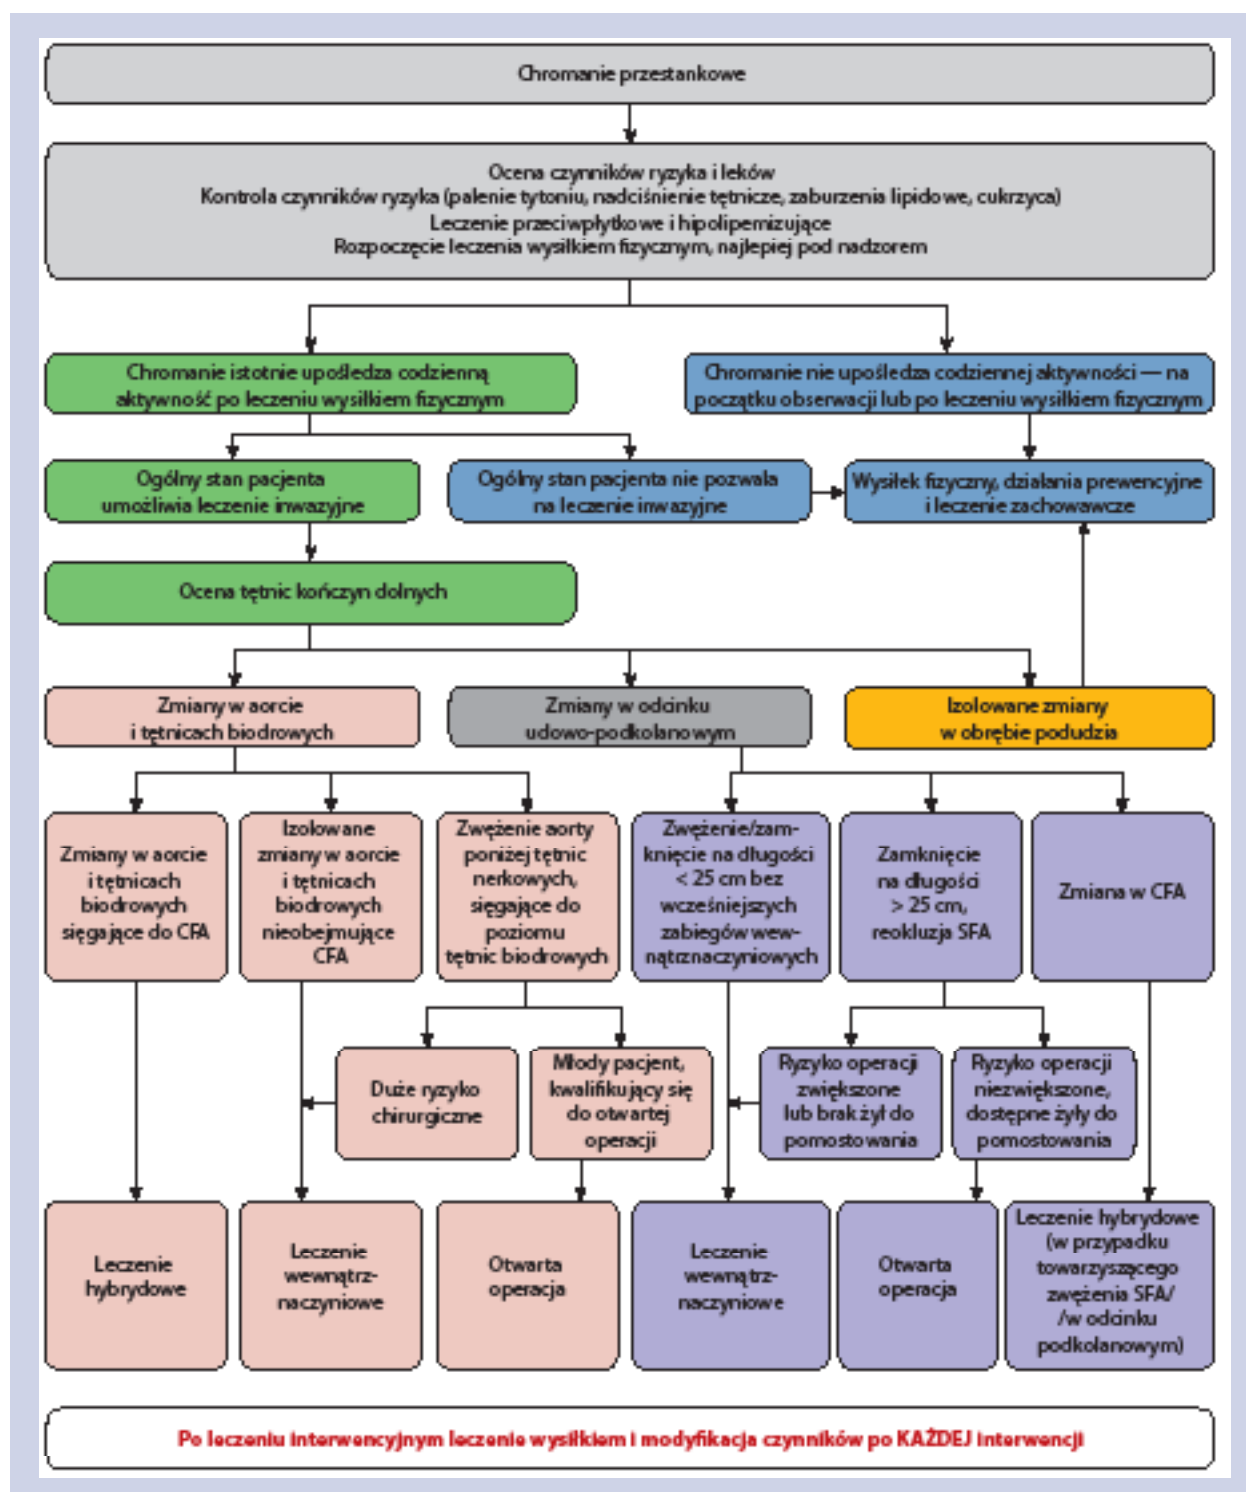 Chromanie przestankowe
Ocena czynników ryzyka i leków
Kontrola czynników ryzyka (palenie tytoniu, nadciśnienie tętnicze, zaburzenia lipidowe, cukrzyca)
Leczenie przeciwpłytkowe i hipolipemizujące
Rozpoczęcie leczenia wysiłkiem fizycznym, najlepiej pod nadzorem
Chromanie istotnie upośledza codzienną
aktywność po leczeniu wysiłkiem fizycznym
Chromanie nie upośledza codziennej aktywności — na
początku obserwacji lub po leczeniu wysiłkiem fizycznym
Ogólny stan pacjenta
umożliwia leczenie inwazyjne
Ogólny stan pacjenta nie pozwala
na leczenie inwazyjne
Wysiłek fizyczny, działania prewencyjne
i leczenie zachowawcze
Ocena tętnic kończyn dolnych
Zmiany w aorcie
i tętnicach biodrowych
Zmiany w odcinku
udowo-podkolanowym
Izolowane zmiany
w obrębie podudzia
Zmiany w aorcie
i tętnicach
biodrowych
sięgające do CFA
Izolowane
zmiany w aorcie
i tętnicach
biodrowych
nieobejmujące
CFA
Zwężenie aorty
poniżej tętnic
nerkowych,
sięgające do
poziomu
tętnic biodrowych
Zwężenie/zam-
knięcie na długości
< 25 cm bez
wcześniejszych
zabiegów wew-
nątrznaczyniowych
Zamknięcie
na długości
> 25 cm,
reokluzja SFA
Zmiana w CFA
Duże ryzyko
chirurgiczne
Młody pacjent,
kwalifikujący się
do otwartej
operacji
Ryzyko operacji
zwiększone
lub brak żył do
pomostowania
Ryzyko operacji
niezwiększone,
dostępne żyły do
pomostowania
Leczenie
hybrydowe
Leczenie
wewnątrz-
naczyniowe
Otwarta
operacja
Leczenie
wewnątrz-
naczyniowe
Otwarta
operacja
Leczenie hybrydowe
(w przypadku
towarzyszącego
zwężenia SFA/
/w odcinku
podkolanowym)
Po leczeniu interwencyjnym leczenie wysiłkiem i modyfikacja czynników po KAŻDEJ interwencji